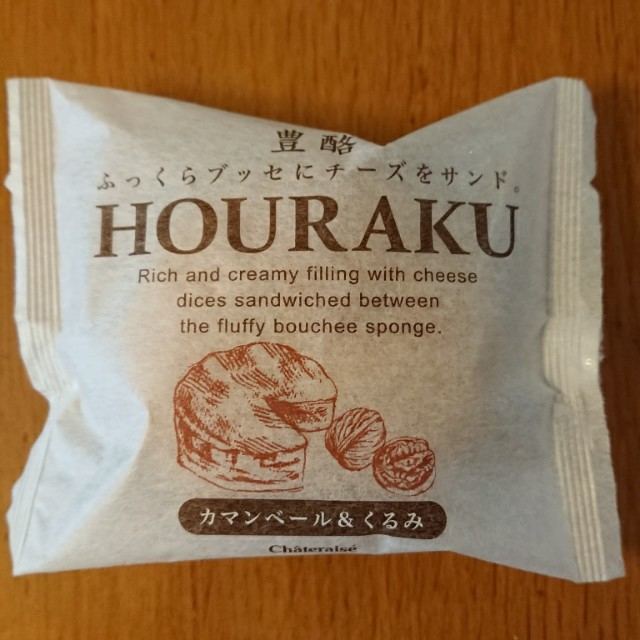 豊酪
ふっくらブッセにチーズをサンド。
HOURAKU
Rich and creamy filling with cheese
dices sandwiched between
the fluffy bouchee sponge.
カマンベール&くるみ
Châteraisé